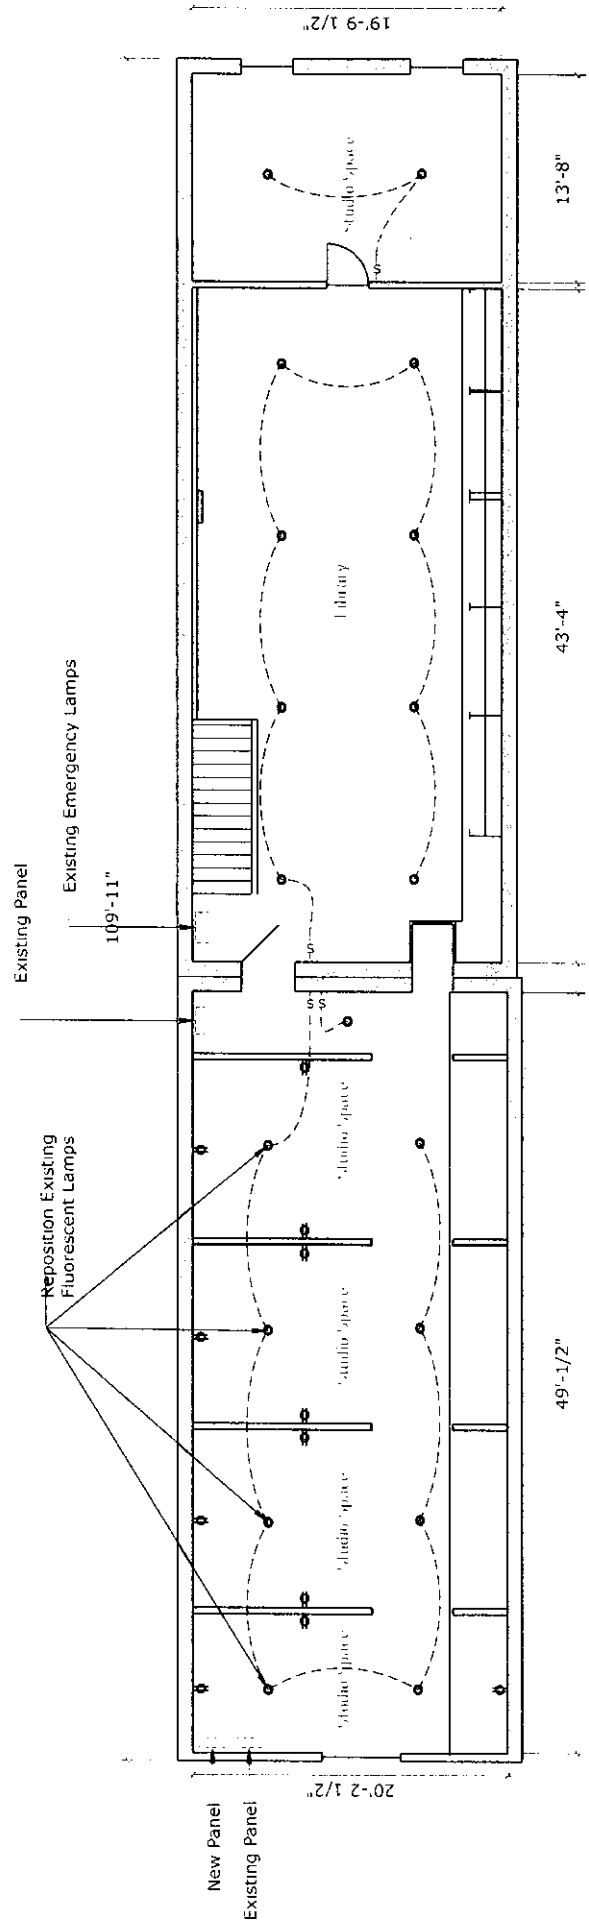 19'-9 1/2"
Studio Space
13'-8"
S
Library
43'-4"
Existing Emergency Lamps
109'-11"
Existing Panel
S
S
S
Studio Space
Reposition Existing
Fluorescent Lamps
Studio Space
49'-1/2"
Studio Space
Studio Space
20'-2 1/2"
New Panel
Existing Panel